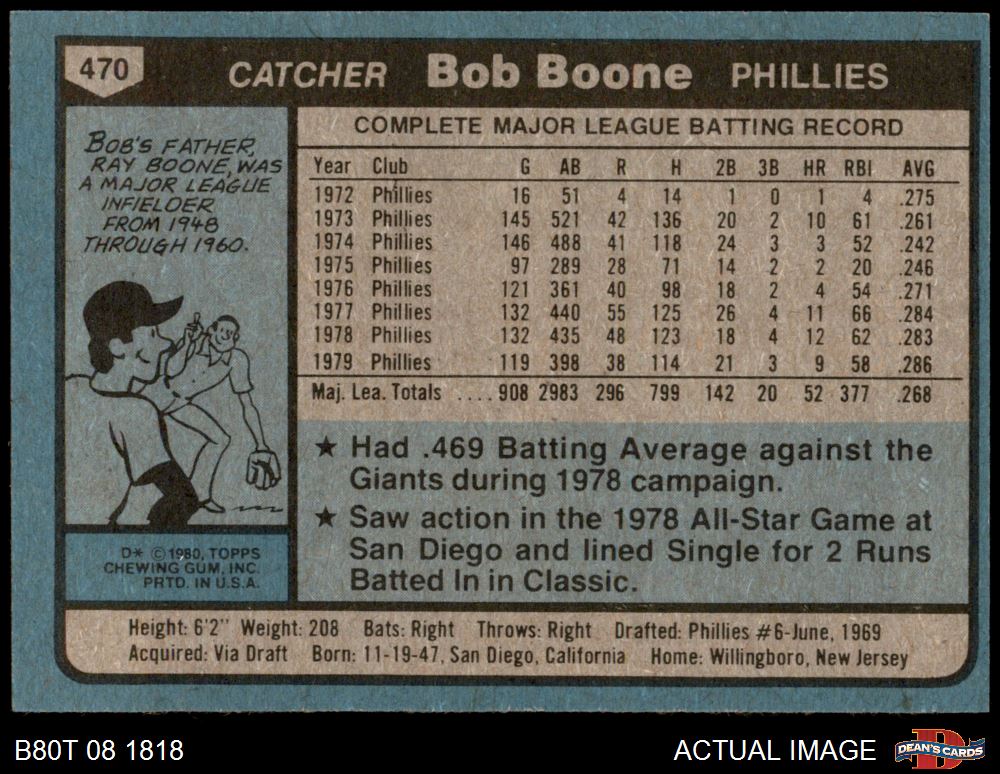 470 CATCHER Bob Boone PHILLIES
BOB'S FATHER,
RAY BOONE, WAS
A MAJOR LEAGUE
INFIELDER
FROM 1948
THROUGH 1960.
D* © 1980, TOPPS
CHEWING GUM, INC.
PRTD. IN U.S.A.
COMPLETE MAJOR LEAGUE BATTING RECORD
Year Club G AB R H 2B 3B HR RBI AVG
1972 Phillies 16 51 4 14 1 0 1 4 .275
1973 Phillies 145 521 42 136 20 2 10 61 .261
1974 Phillies 146 488 41 118 24 3 3 52 .242
1975 Phillies 97 289 28 71 14 2 2 20 .246
1976 Phillies 121 361 40 98 18 2 4 54 .271
1977 Phillies 132 440 55 125 26 4 11 66 .284
1978 Phillies 132 435 48 123 18 4 12 62 .283
1979 Phillies 119 398 38 114 21 3 9 58 .286
Maj. Lea. Totals .... 908 2983 296 799 142 20 52 377 .268
★ Had .469 Batting Average against the
Giants during 1978 campaign.
★ Saw action in the 1978 All-Star Game at
San Diego and lined Single for 2 Runs
Batted In in Classic.
Height: 6'2" Weight: 208 Bats: Right Throws: Right Drafted: Phillies #6-June, 1969
Acquired: Via Draft Born: 11-19-47, San Diego, California Home: Willingboro, New Jersey
B80T 08 1818 ACTUAL IMAGE D DEAN'S CARDS